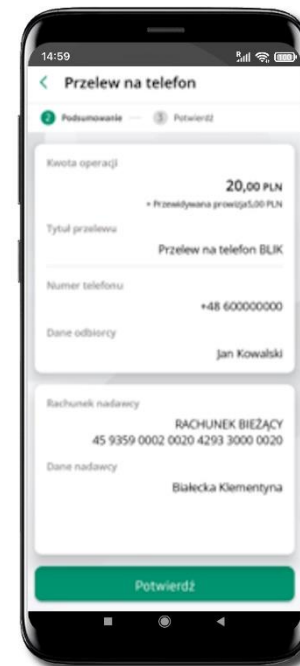 14:59
Przelew na telefon
2 Podsumowanie — 3 Potwierdź
Kwota operacji
20,00 PLN
+ Przewidywana prowizja5,00 PLN
Tytuł przelewu
Przelew na telefon BLIK
Numer telefonu
+48 600000000
Dane odbiorcy
Jan Kowalski
Rachunek nadawcy
RACHUNEK BIEŻĄCY
45 9359 0002 0020 4293 3000 0020
Dane nadawcy
Białecka Klementyna
Potwierdź